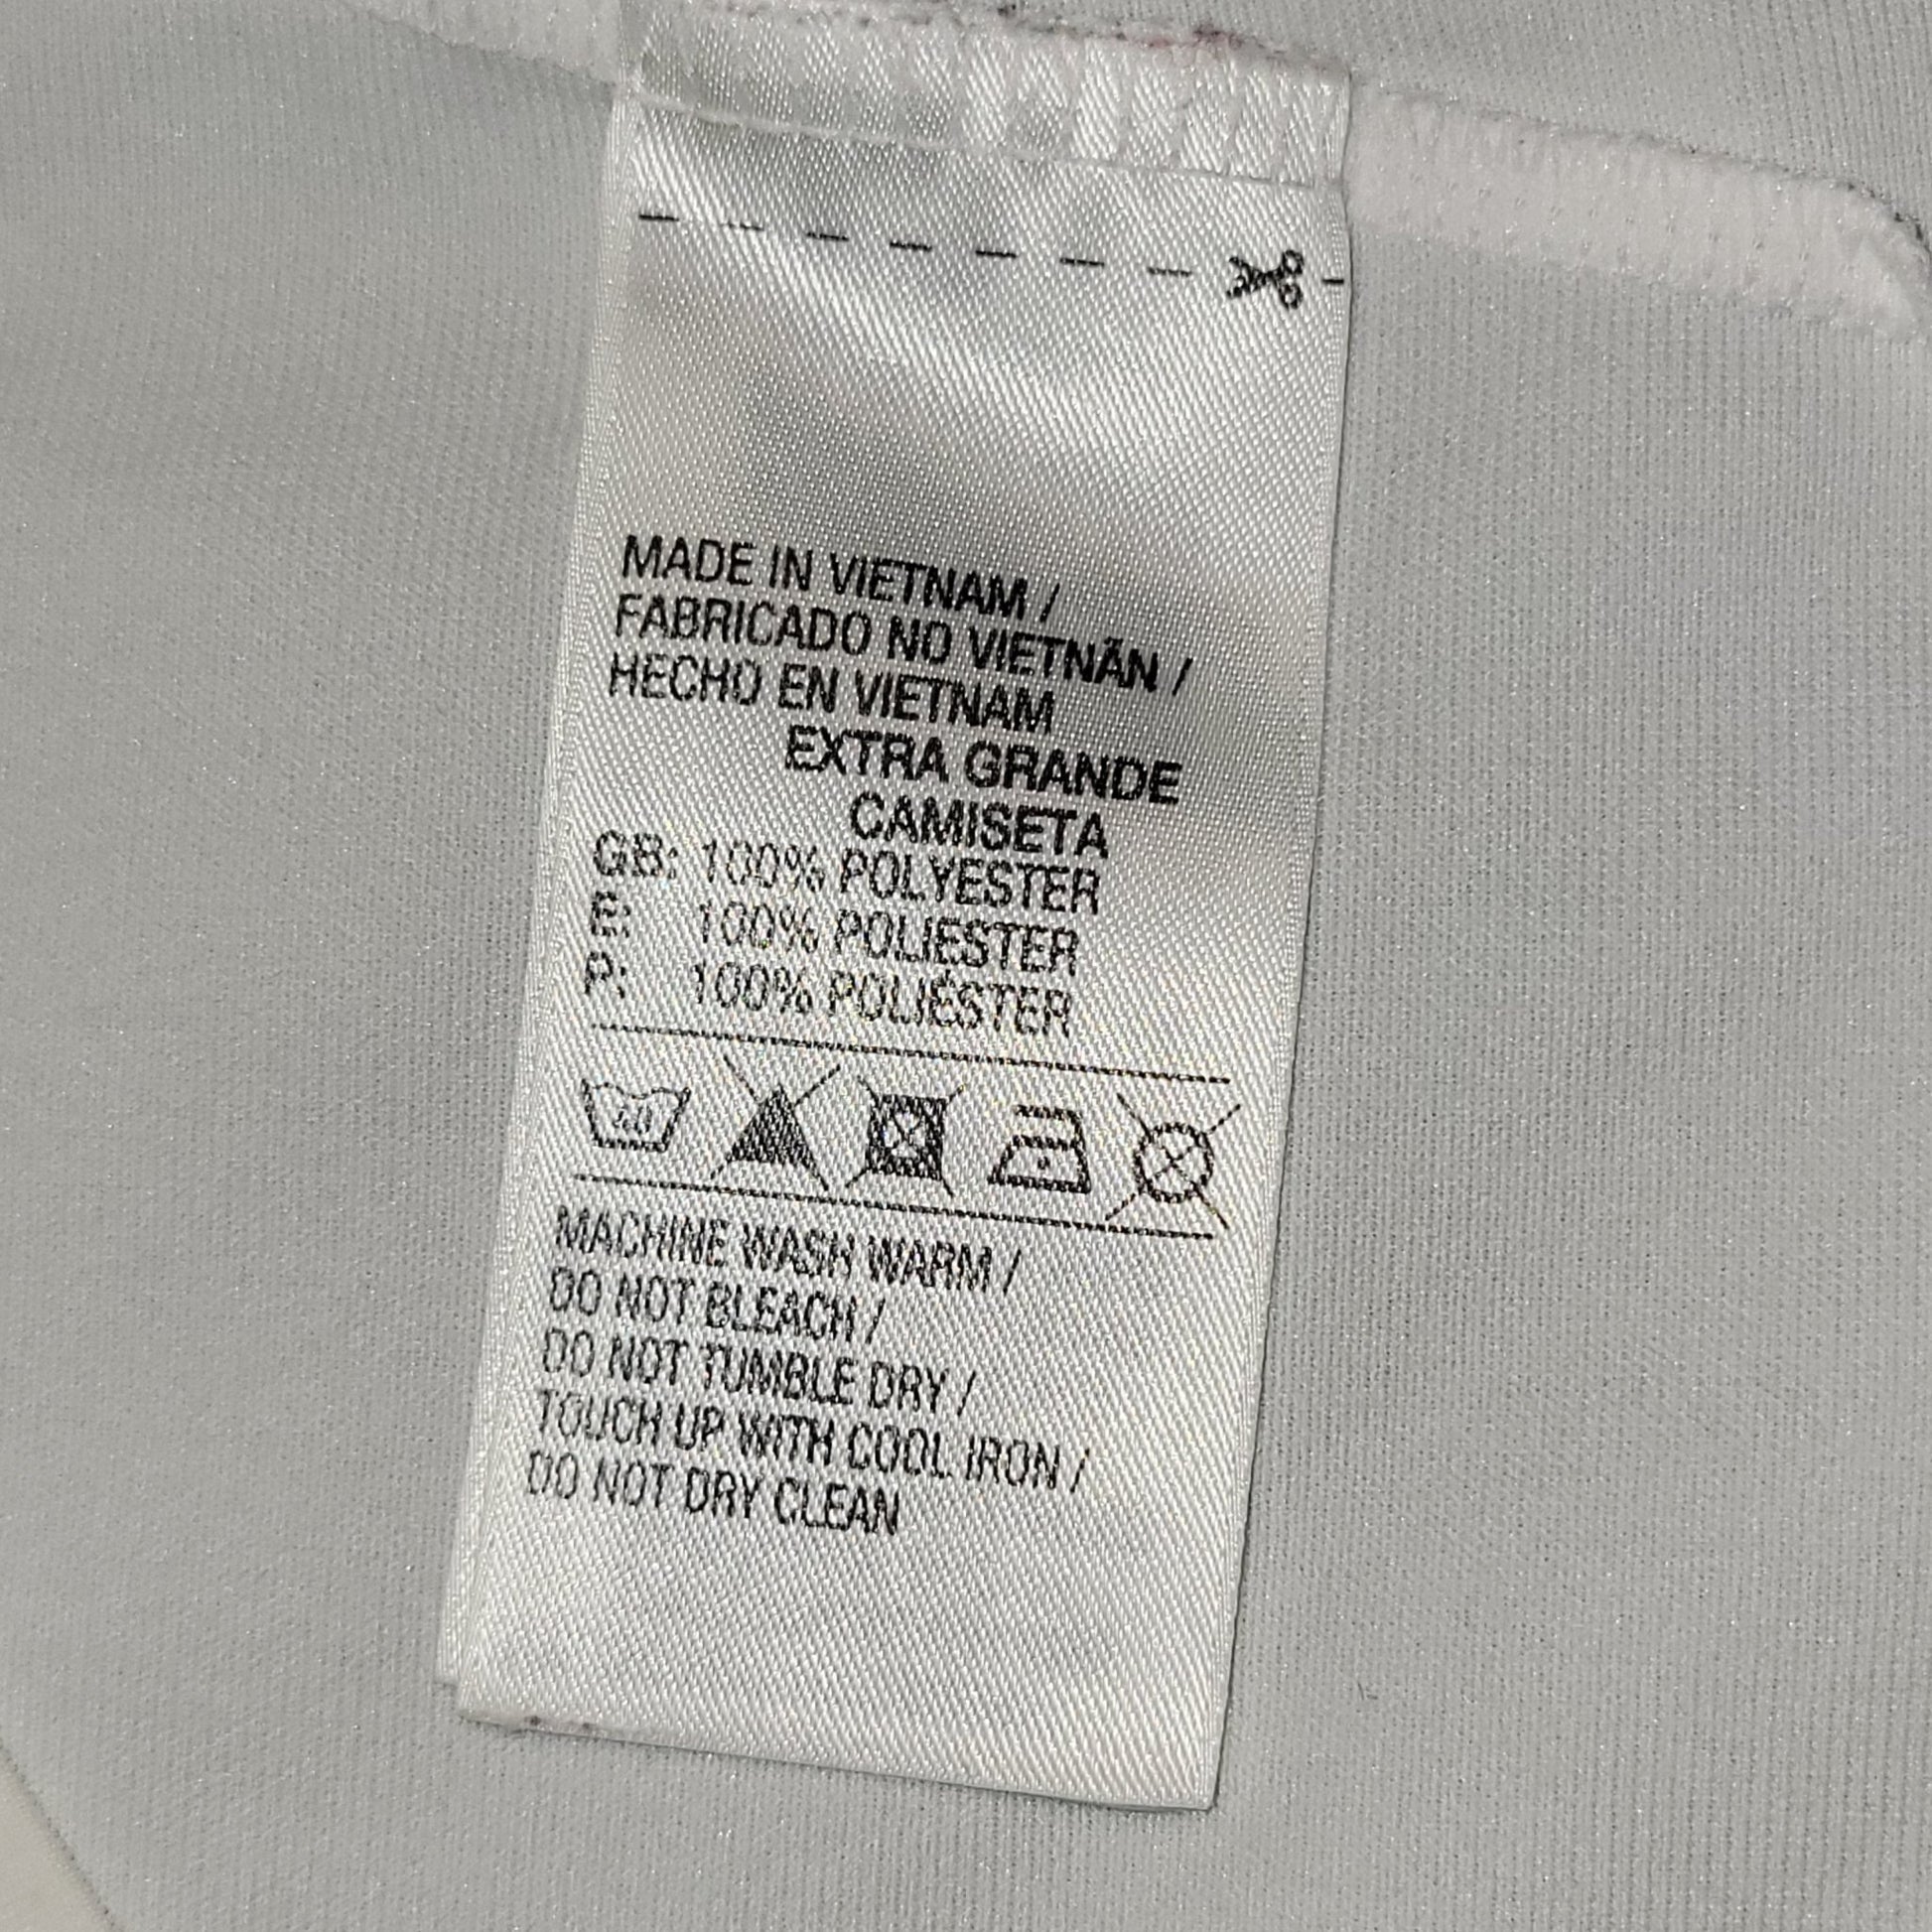 MADE IN VIETNAM /
FABRICADO NO VIETNÃN /
HECHO EN VIETNAM
EXTRA GRANDE
CAMISETA
GB: 100% POLYESTER
E: 100% POLIESTER
P: 100% POLIÉSTER
40
MACHINE WASH WARM /
DO NOT BLEACH /
DO NOT TUMBLE DRY /
TOUCH UP WITH COOL IRON /
DO NOT DRY CLEAN